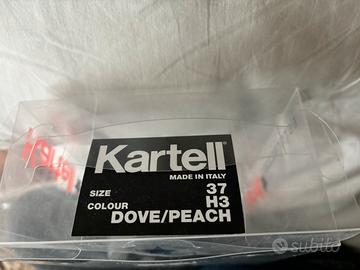 Kartell®
MADE IN ITALY
SIZE 37
COLOUR H3
DOVE/PEACH
subito